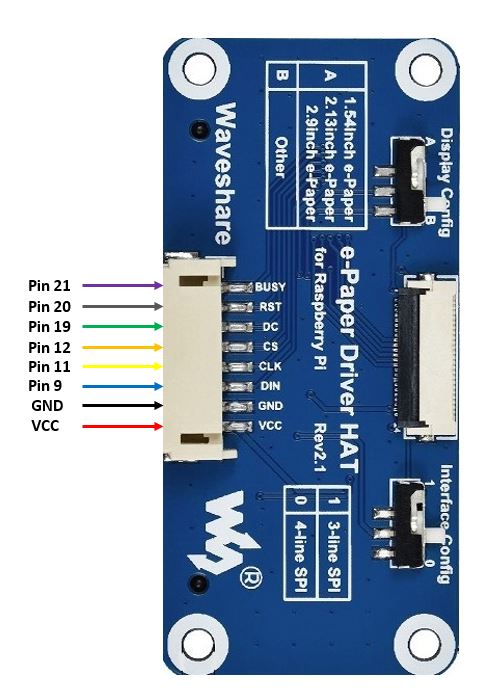 Display Config
A B
Interface Config
1 0
A
1.54inch e-Paper
2.13inch e-Paper
2.9inch e-Paper
B Other
e-Paper Driver HAT
for Raspberry Pi Rev2.1
1 3-line SPI
0 4-line SPI
BUSY RST DC CS CLK DIN GND VCC
Waveshare
®
Pin 21
Pin 20
Pin 19
Pin 12
Pin 11
Pin 9
GND
VCC